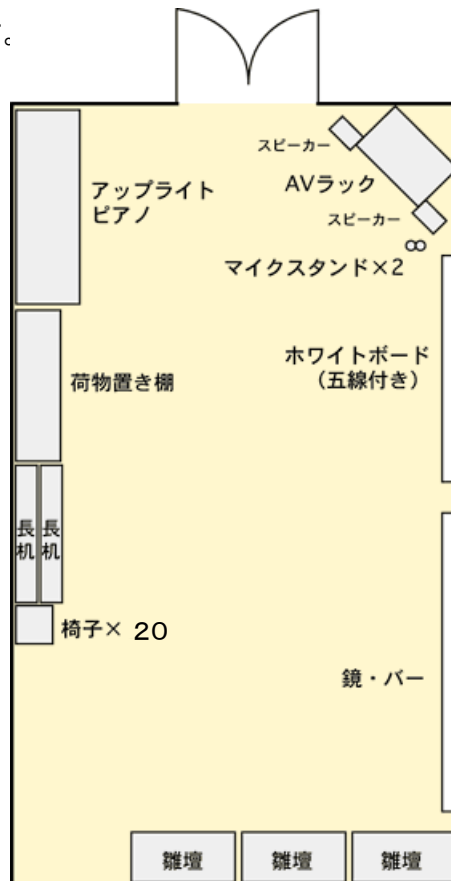 。
スピーカー
アップライト
ピアノ
AVラック
スピーカー
マイクスタンド×2
ホワイトボード
（五線付き）
荷物置き棚
長机
長机
椅子× 20
鏡・バー
雛壇
雛壇
雛壇